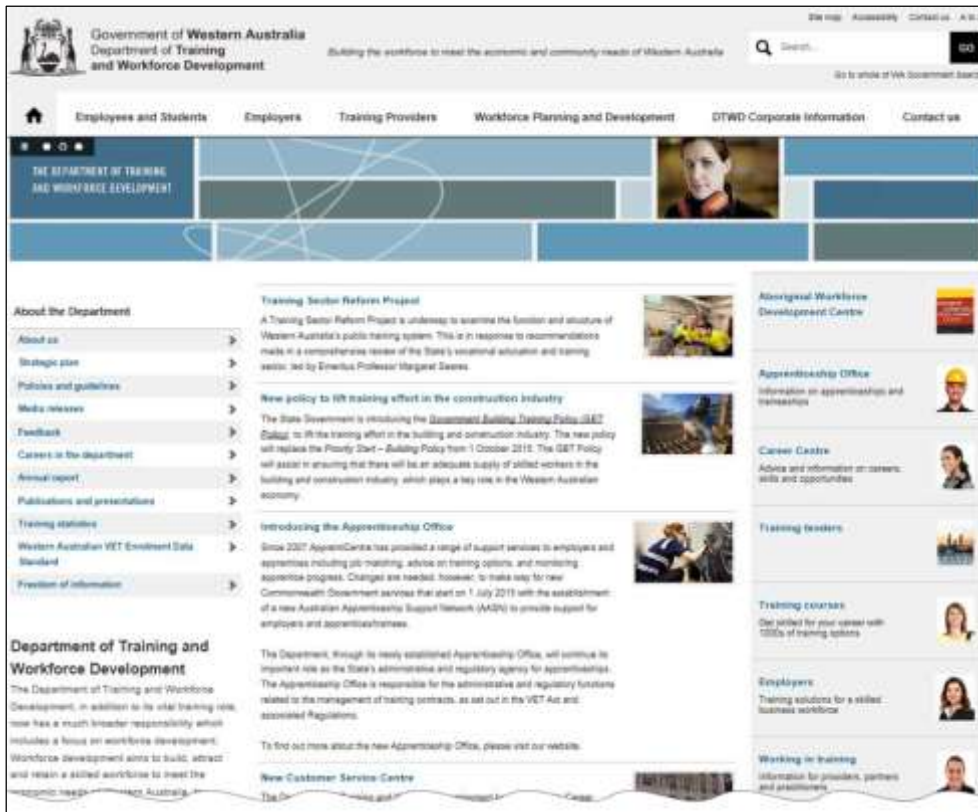 Site map Accessibility Contact us A to
Government of Western Australia
Department of Training
and Workforce Development
Building the workforce to meet the economic and community needs of Western Australia
Search...
GO
Go to whole of WA Government Search
Employees and Students Employers Training Providers Workforce Planning and Development DTWD Corporate Information Contact us
THE DEPARTMENT OF TRAINING
AND WORKFORCE DEVELOPMENT
About the Department
About us
Strategic plan
Policies and guidelines
Media releases
Feedback
Careers in the department
Annual report
Publications and presentations
Training statistics
Western Australian VET Enrolment Data
Standard
Freedom of information
Department of Training and
Workforce Development
The Department of Training and Workforce
Development, in addition to its vital training role,
now has a much broader responsibility which
includes a focus on workforce development.
Workforce development aims to build, attract
and retain a skilled workforce to meet the
economic needs Australia.
Training Sector Reform Project
A Training Sector Reform Project is underway to examine the function and structure of
Western Australia's public training system. This is in response to recommendations
made in a comprehensive review of the State's vocational education and training
sector, led by Emeritus Professor Margaret Seares.
New policy to lift training effort in the construction industry
The State Government is introducing the Government Building Training Policy (GBT
Policy) to lift the training effort in the building and construction industry. The new policy
will replace the Priority Start – Building Policy from 1 October 2015. The GBT Policy
will assist in ensuring that there will be an adequate supply of skilled workers in the
building and construction industry, which plays a key role in the Western Australian
economy.
Introducing the Apprenticeship Office
Since 2007 ApprentiCentre has provided a range of support services to employers and
apprentices including job matching, advice on training options, and monitoring
apprentice progress. Changes are needed, however, to make way for new
Commonwealth Government services that start on 1 July 2015 with the establishment
of a new Australian Apprenticeship Support Network (AASN) to provide support for
employers and apprentices/trainees.
The Department, through its newly established Apprenticeship Office, will continue its
important role as the State's administrative and regulatory agency for apprenticeships.
The Apprenticeship Office is responsible for the administrative and regulatory functions
related to the management of training contracts, as set out in the VET Act and
associated Regulations.
To find out more about the new Apprenticeship Office, please visit our website.
New Customer Service Centre
Aboriginal Workforce
Development Centre
Apprenticeship Office
Information on apprenticeships and
traineeships
Career Centre
Advice and information on careers,
skills and opportunities
Training tenders
Training courses
Get skilled for your career with
1000s of training options
Employers
Training solutions for a skilled
business workforce
Working in training
Information for providers, partners
and practitioners